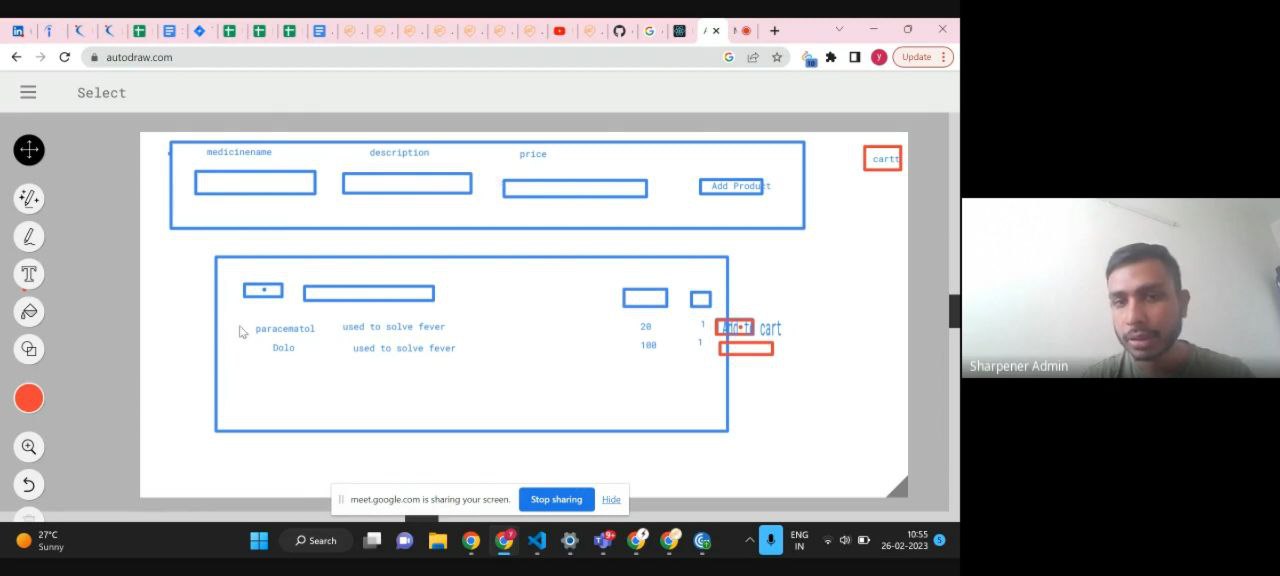 autodraw.com
Update
Select
medicinename description price
cartt
Add Product
paracematol used to solve fever 20 1 Add to cart
Dolo used to solve fever 100 1
Sharpener Admin
meet.google.com is sharing your screen. Stop sharing Hide
27°C
Sunny
Search
ENG
IN
10:55
26-02-2023